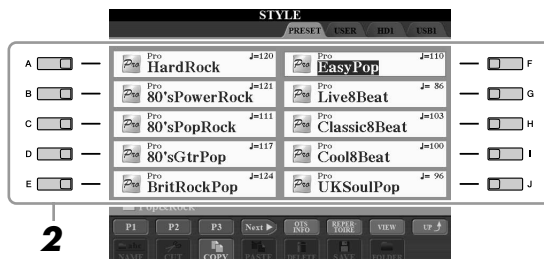 STYLE
PRESET USER HD1 USB1
A Pro HardRock ♩=120 Pro EasyPop ♩=110 F
B Pro 80'sPowerRock ♩=121 Pro Live8Beat ♩= 86 G
C Pro 80'sPopRock ♩=111 Pro Classic8Beat ♩=103 H
D Pro 80'sGtrPop ♩=117 Pro Cool8Beat ♩=100 I
E Pro BritRockPop ♩=124 Pro UKSoulPop ♩= 96 J
Pop&Rock
2
P1 P2 P3 Next OTS INFO REPERTOIRE VIEW UP
NAME CUT COPY PASTE DELETE SAVE FOLDER